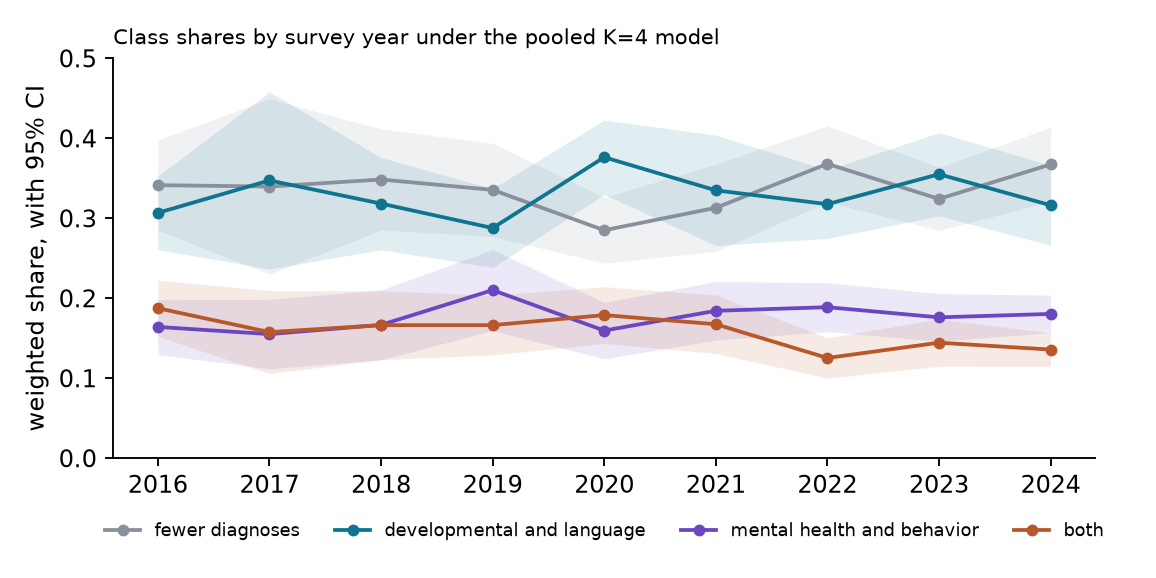 Class shares by survey year under the pooled K=4 model
weighted share, with 95% CI
0.5
0.4
0.3
0.2
0.1
0.0
2016 2017 2018 2019 2020 2021 2022 2023 2024
fewer diagnoses developmental and language mental health and behavior both